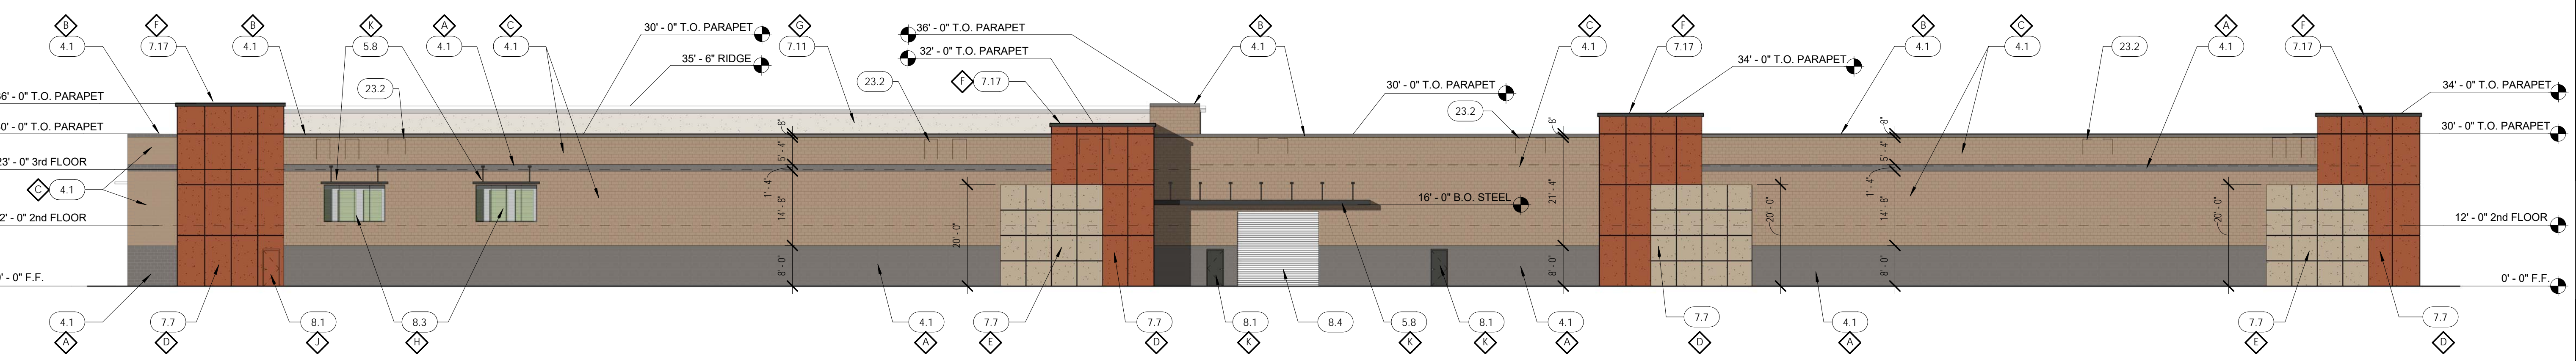 B F B K A C 30' - 0" T.O. PARAPET G 36' - 0" T.O. PARAPET B C F B C A F
4.1 7.17 4.1 5.8 4.1 4.1 7.11 4.1 4.1 7.17 4.1 4.1 23.2 4.1 7.17
32' - 0" T.O. PARAPET
35' - 6" RIDGE 34' - 0" T.O. PARAPET
23.2 23.2 F 7.17 30' - 0" T.O. PARAPET 34' - 0" T.O. PARAPET
6' - 0" T.O. PARAPET
23.2
0' - 0" T.O. PARAPET 8" 8" 8" 30' - 0" T.O. PARAPET
5' - 4" 5' - 4"
23' - 0" 3rd FLOOR
C 4.1 1' - 4" 1' - 4"
14' - 8" 16' - 0" B.O. STEEL 21' - 4" 20' - 0" 14' - 8" 20' - 0"
2' - 0" 2nd FLOOR 12' - 0" 2nd FLOOR
20' - 0"
8' - 0" 8' - 0" 8' - 0"
' - 0" F.F. 0' - 0" F.F.
4.1 7.7 8.1 8.3 4.1 7.7 7.7 8.1 8.4 5.8 8.1 4.1 7.7 4.1 7.7 7.7
A D J H A E D K K K A D A E D